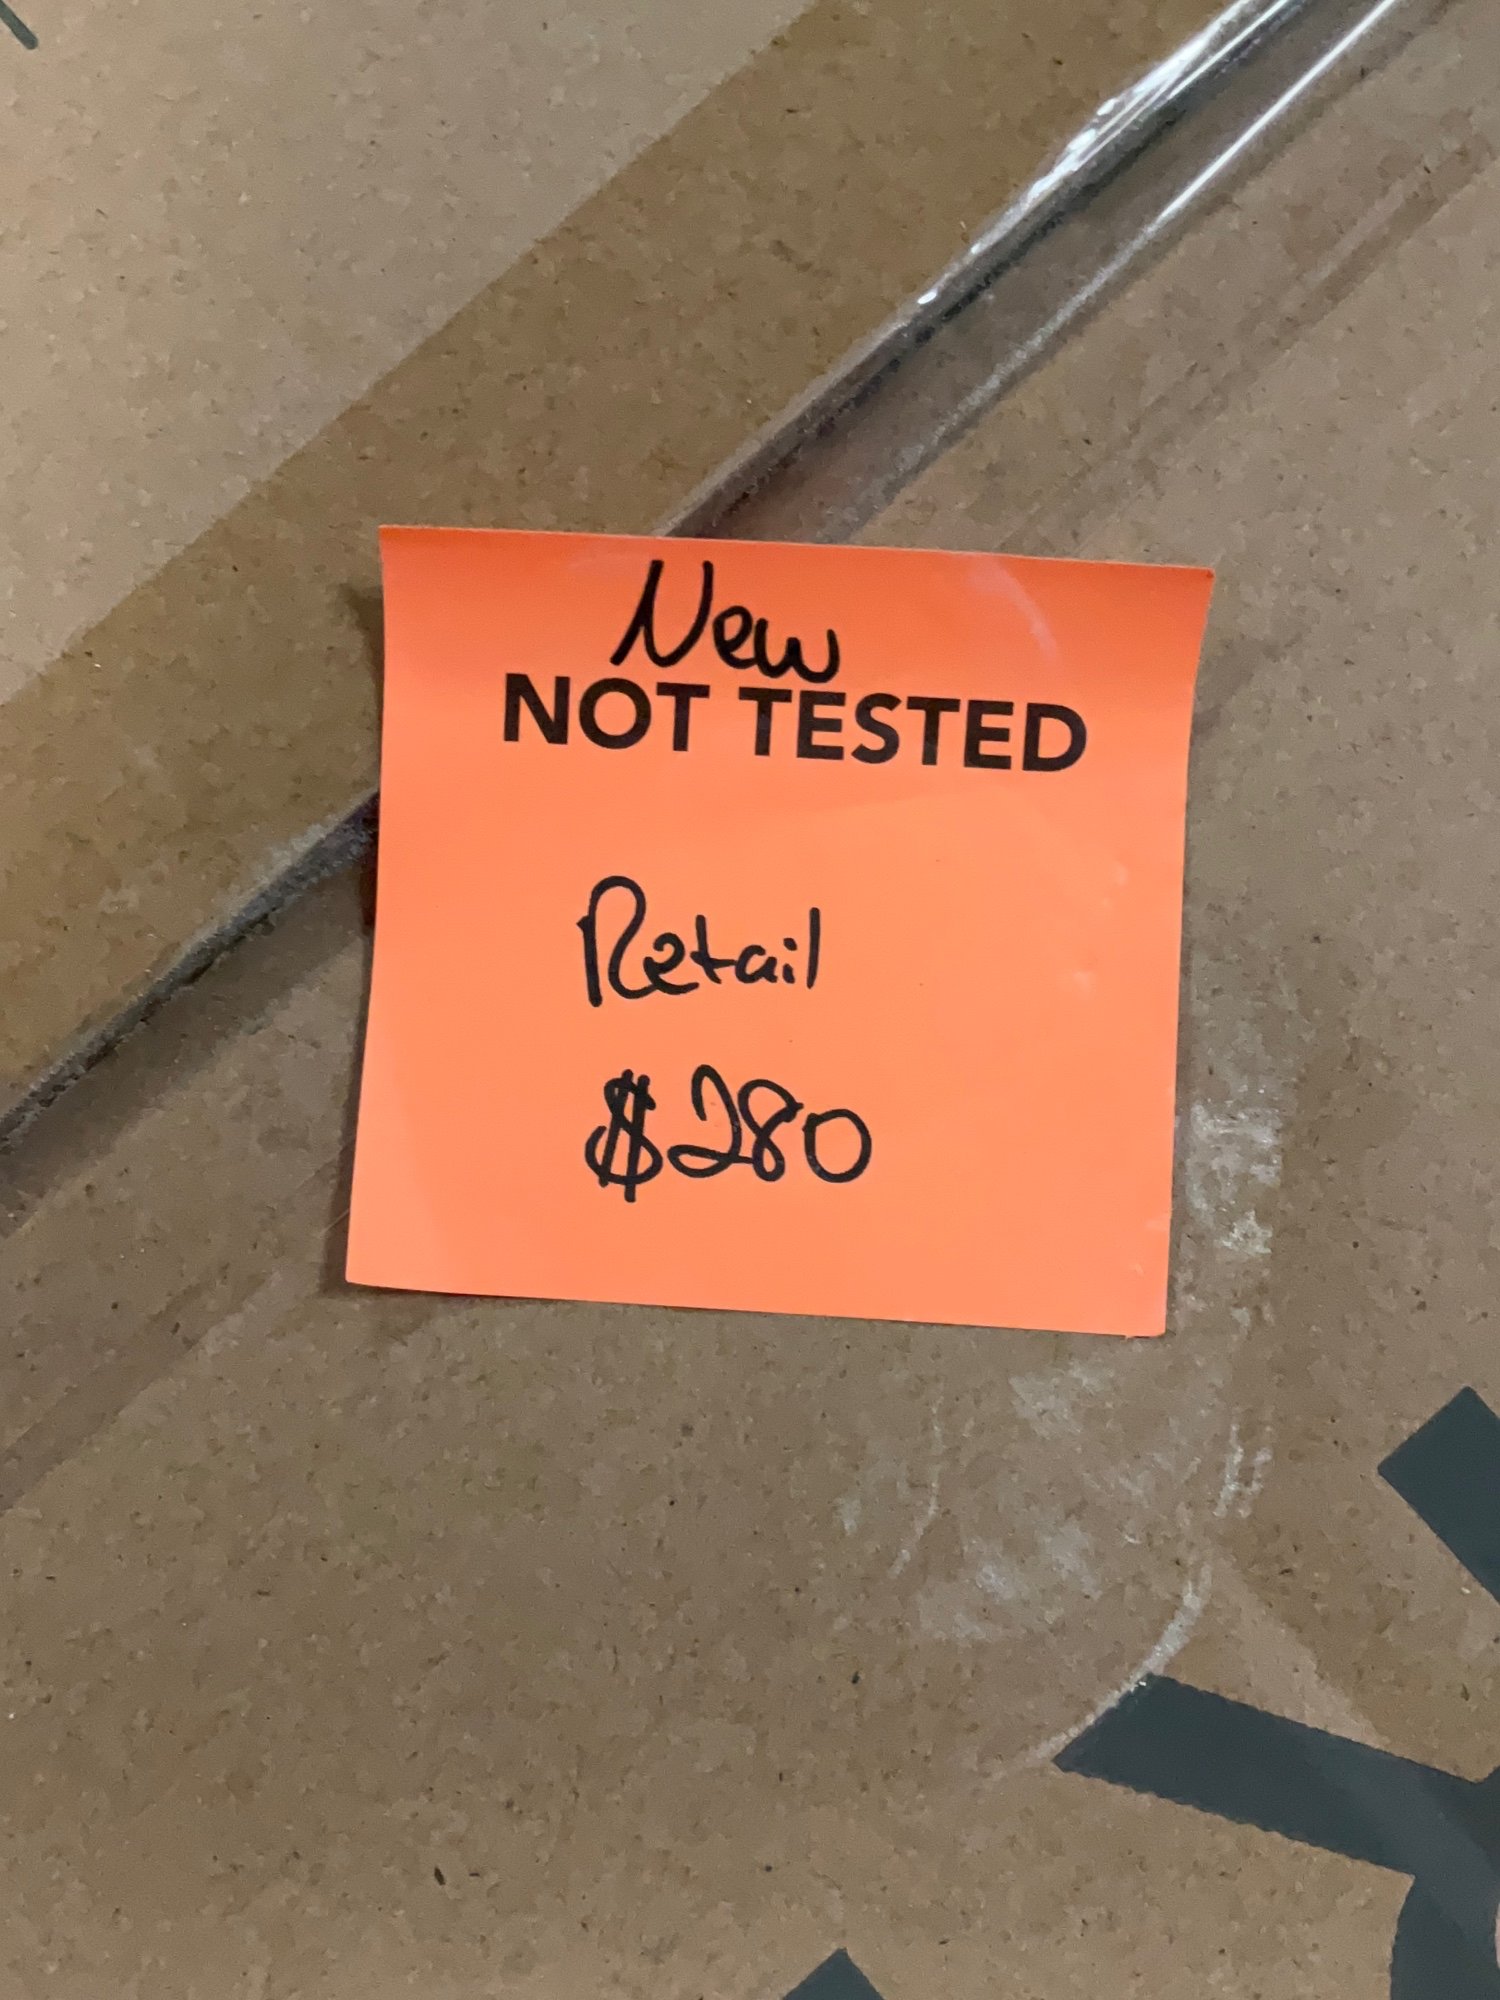 New
NOT TESTED
Retail
$280